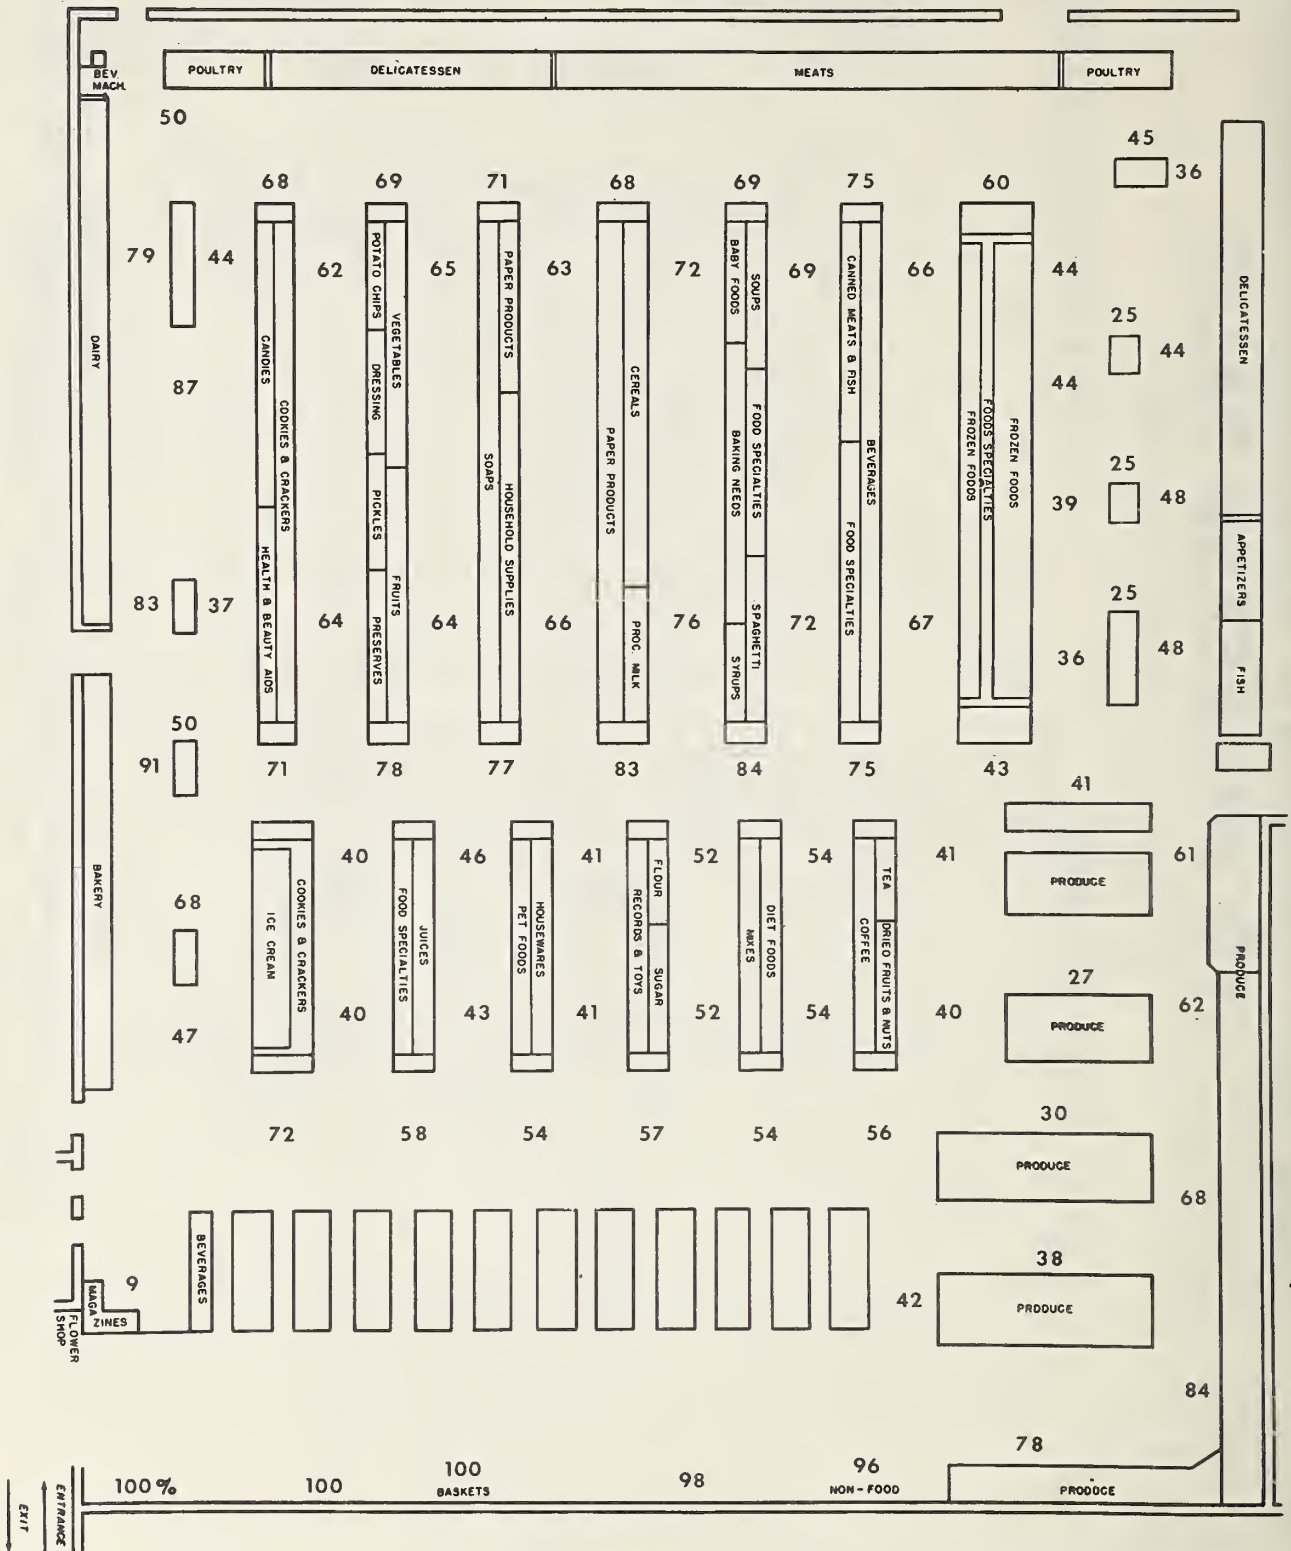 BEV.
MACH.
POULTRY
DELICATESSEN
MEATS
POULTRY
50
45
36
68
69
71
68
69
75
60
79
44
62
65
63
72
69
66
44
DAIRY
CANDIES
COOKIES & CRACKERS
HEALTH & BEAUTY AIDS
POTATO CHIPS
DRESSING
PICKLES
PRESERVES
VEGETABLES
FRUITS
SOAPS
PAPER PRODUCTS
HOUSEHOLD SUPPLIES
PAPER PRODUCTS
CEREALS
PROC. MILK
BABY FOODS
BAKING NEEDS
SYRUPS
SOUPS
FOOD SPECIALTIES
SPAGHETTI
CANNED MEATS & FISH
FOOD SPECIALTIES
BEVERAGES
FROZEN FOODS
FOODS SPECIALTIES
FROZEN FOODS
DELICATESSEN
APPETIZERS
FISH
25
44
87
44
25
39
48
83
37
64
64
66
76
72
67
25
36
48
50
91
71
78
77
83
84
75
43
41
BAKERY
40
46
41
52
54
41
61
PRODUCE
68
ICE CREAM
COOKIES & CRACKERS
FOOD SPECIALTIES
JUICES
PET FOODS
HOUSEWARES
RECORDS & TOYS
FLOUR
SUGAR
MIXES
DIET FOODS
COFFEE
TEA
DRIED FRUITS & NUTS
PRODUCE
27
47
40
43
41
52
54
40
62
PRODUCE
72
58
54
57
54
56
30
PRODUCE
68
BEVERAGES
9
MAGA
ZINES
FLOWER
SHOP
42
38
PRODUCE
84
78
100%
100
100
BASKETS
98
96
NON-FOOD
PRODUCE
ENTRANCE
EXIT